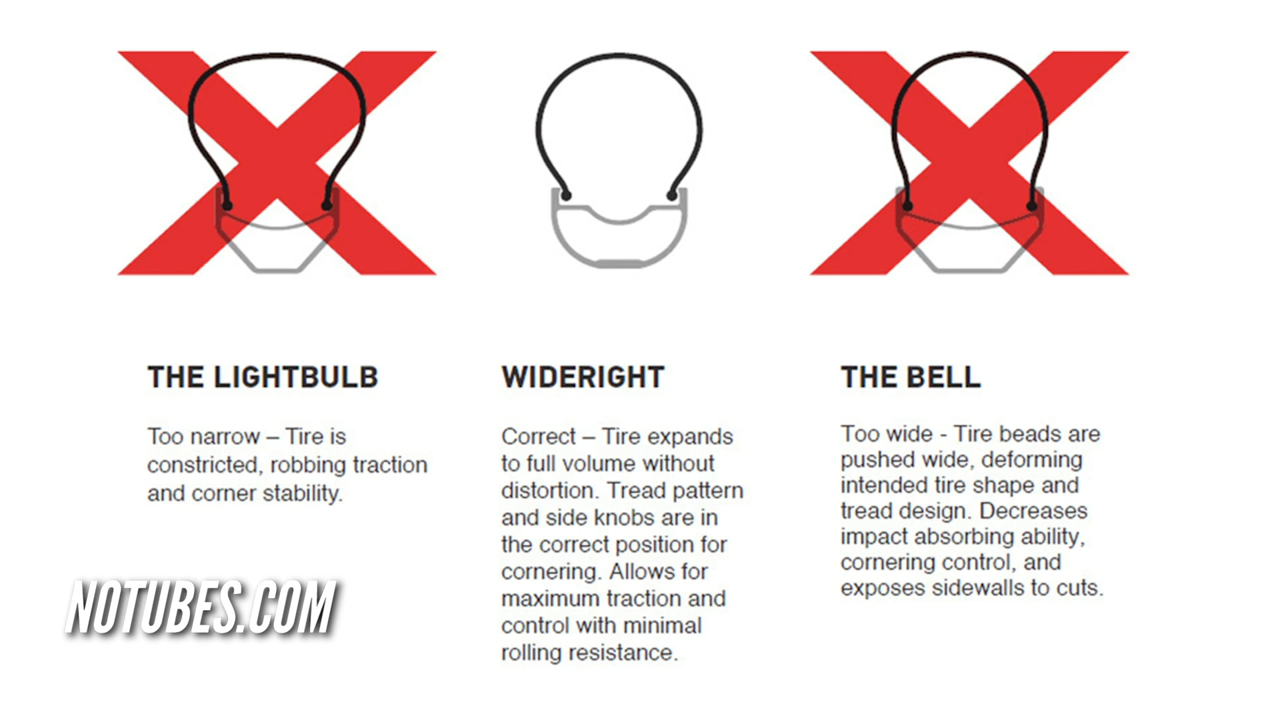 THE LIGHTBULB
Too narrow – Tire is
constricted, robbing traction
and corner stability.
WIDERIGHT
Correct – Tire expands
to full volume without
distortion. Tread pattern
and side knobs are in
the correct position for
cornering. Allows for
maximum traction and
control with minimal
rolling resistance.
THE BELL
Too wide - Tire beads are
pushed wide, deforming
intended tire shape and
tread design. Decreases
impact absorbing ability,
cornering control, and
exposes sidewalls to cuts.
NOTUBES.COM